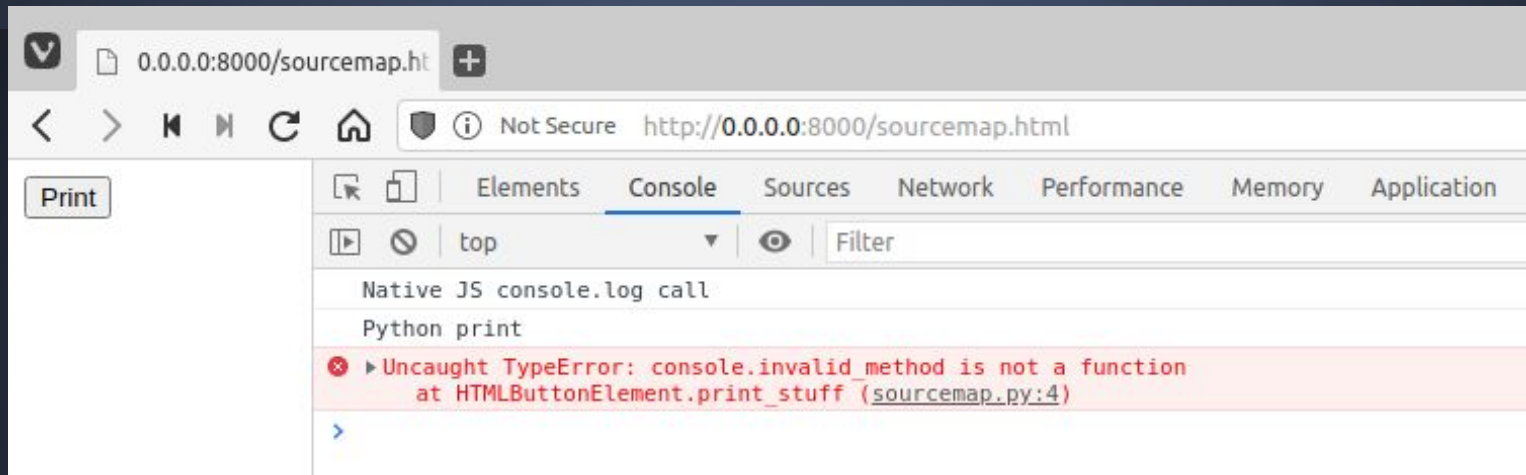 0.0.0.0:8000/sourcemap.ht
Not Secure http://0.0.0.0:8000/sourcemap.html
Print
Elements Console Sources Network Performance Memory Application
top Filter
Native JS console.log call
Python print
Uncaught TypeError: console.invalid_method is not a function
at HTMLButtonElement.print_stuff (sourcemap.py:4)